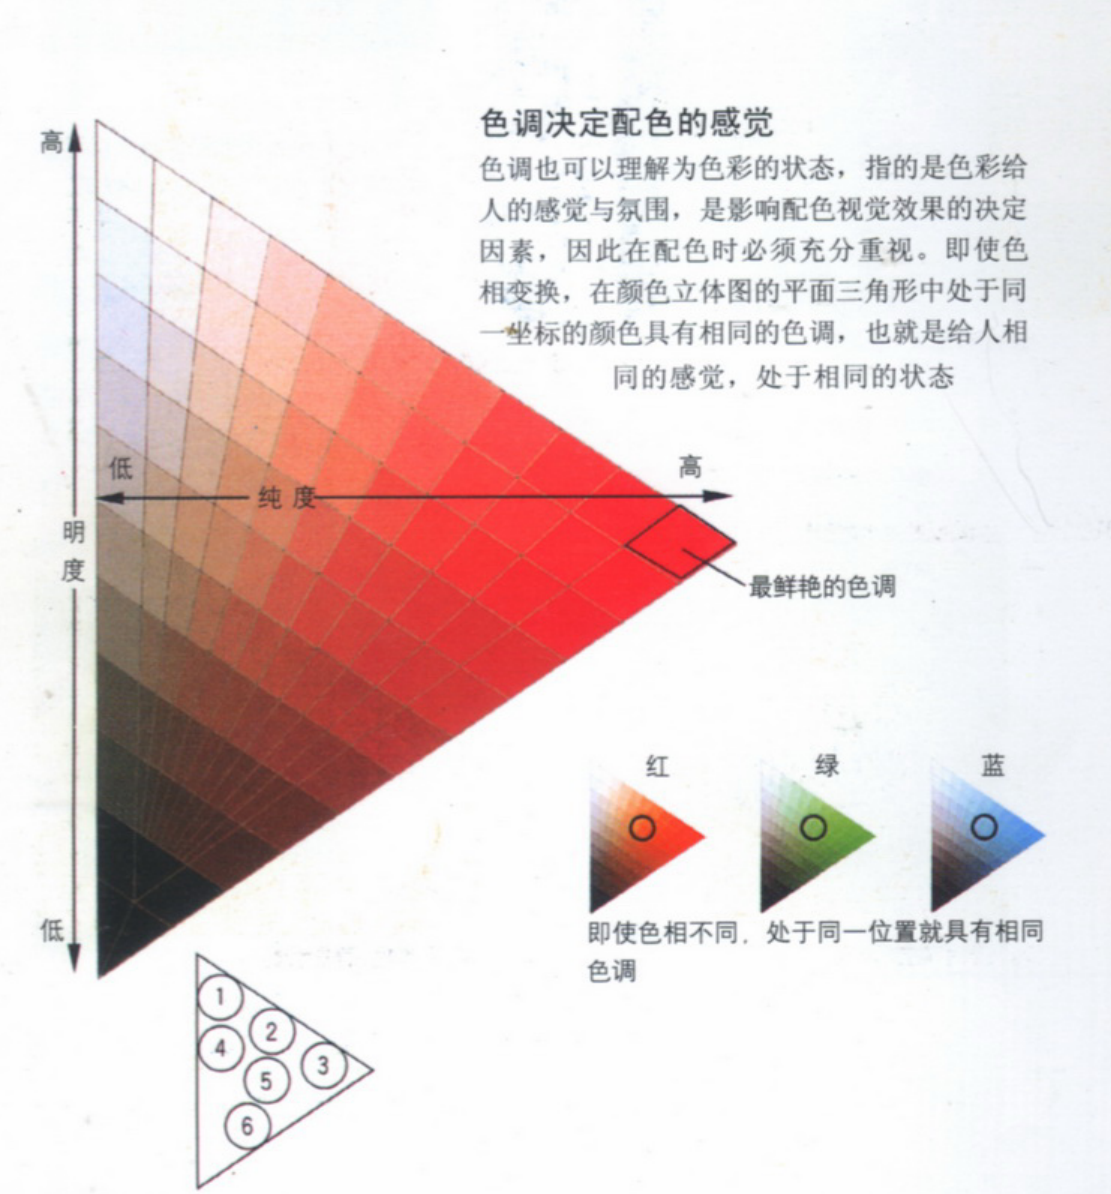 色调决定配色的感觉
色调也可以理解为色彩的状态，指的是色彩给
人的感觉与氛围，是影响配色视觉效果的决定
因素，因此在配色时必须充分重视。即使色
相变换，在颜色立体图的平面三角形中处于同
一坐标的颜色具有相同的色调，也就是给人相
同的感觉，处于相同的状态
高
低
高
纯度
明
度
最鲜艳的色调
低
红
绿
蓝
即使色相不同．处于同一位置就具有相同
色调
1
2
3
4
5
6